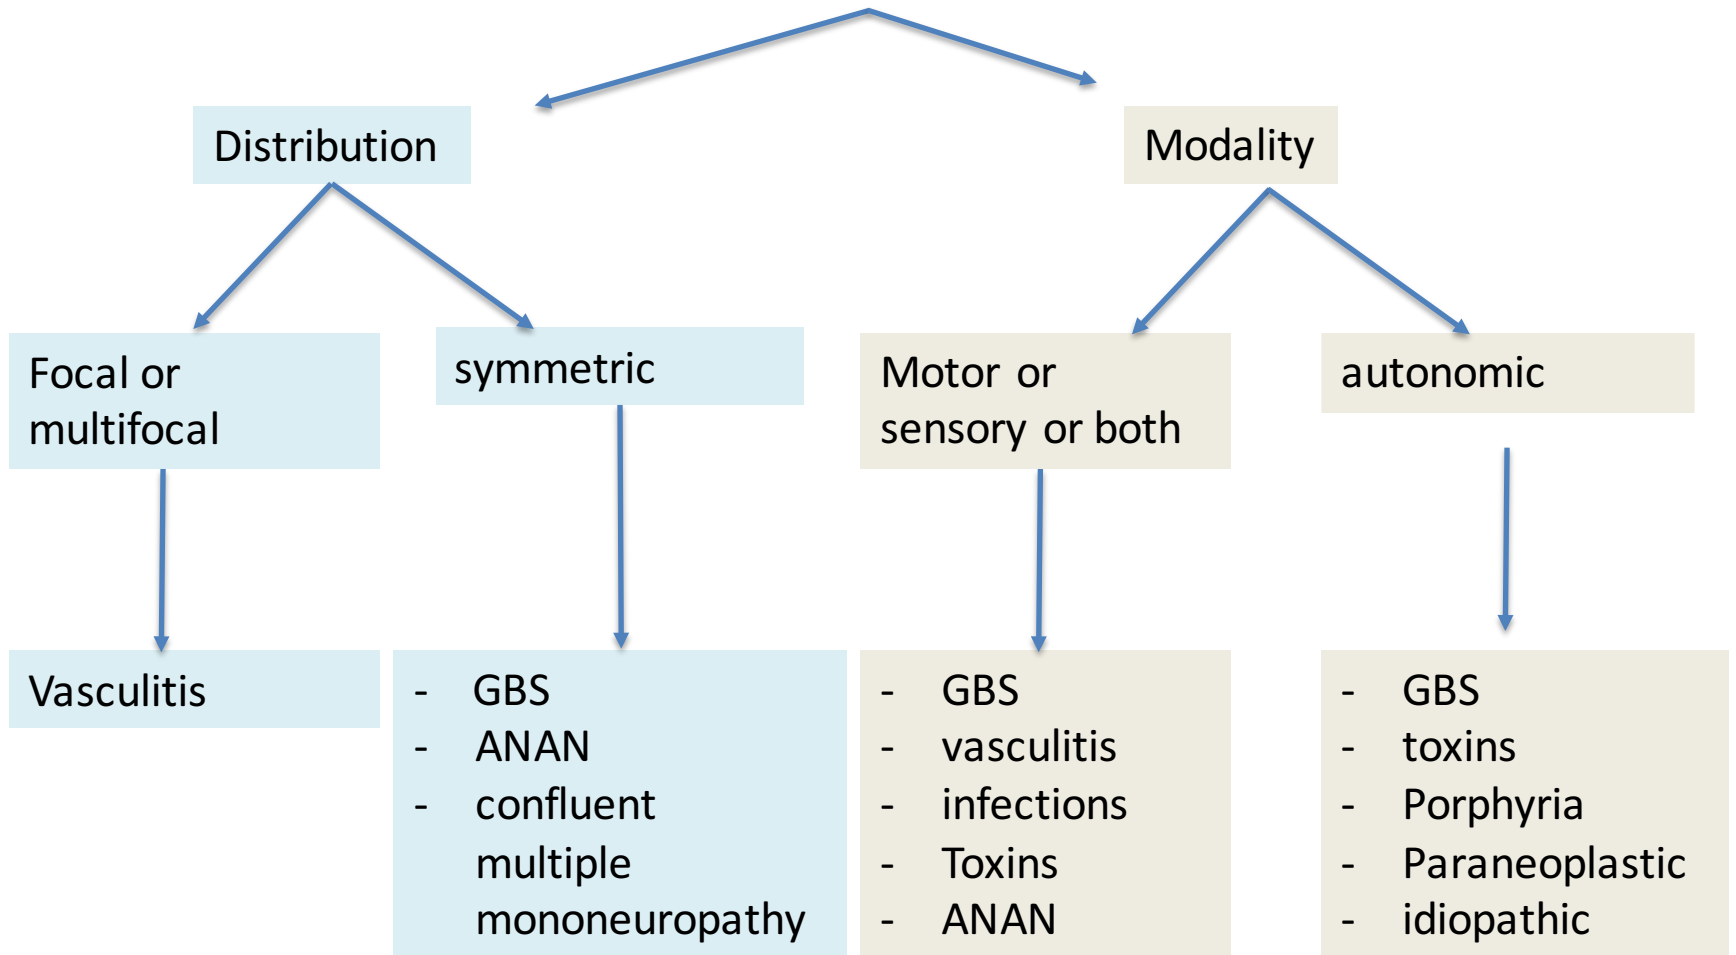 Distribution
Modality
Focal or
multifocal
symmetric
Motor or
sensory or both
autonomic
Vasculitis
- GBS
- ANAN
- confluent
multiple
mononeuropathy
- GBS
- vasculitis
- infections
- Toxins
- ANAN
- GBS
- toxins
- Porphyria
- Paraneoplastic
- idiopathic